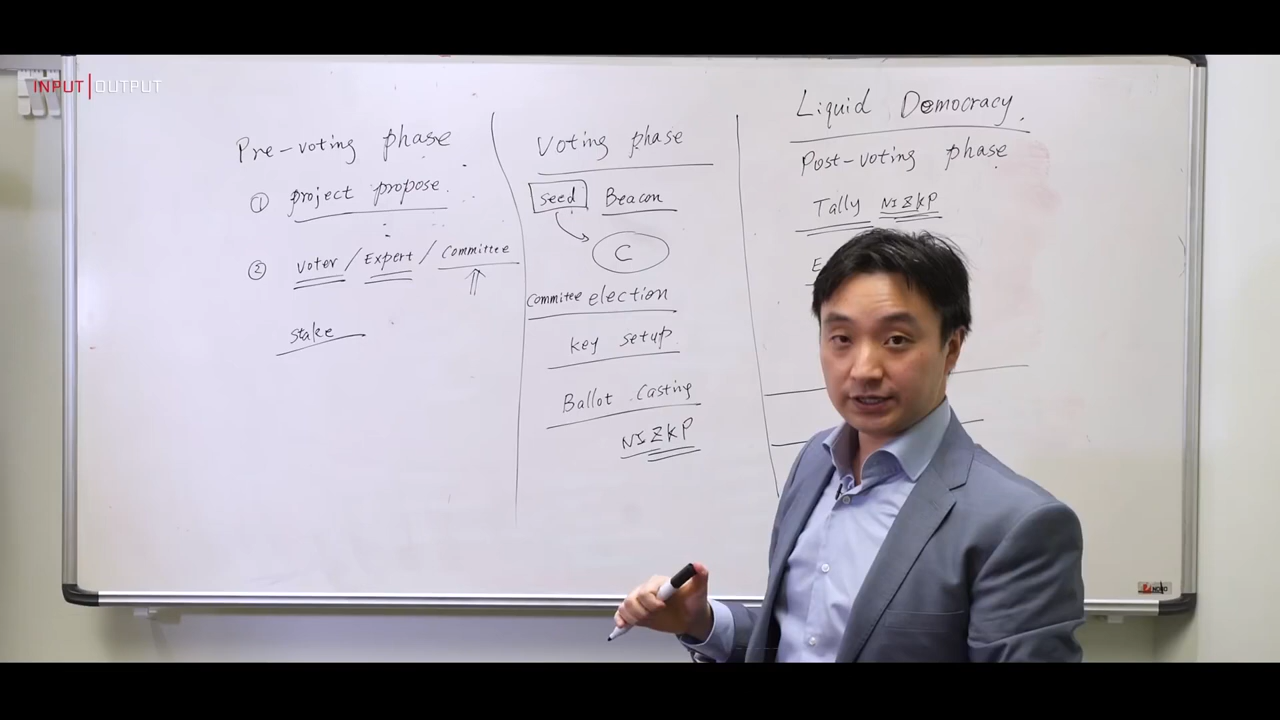 INPUT|OUTPUT
Pre-voting phase
① project propose.
② voter / Expert / Committee
stake
Voting phase
seed Beacon
C
Committee election
key setup.
Ballot casting
NIZKP
Liquid Democracy.
Post-voting phase
Tally NIZKP